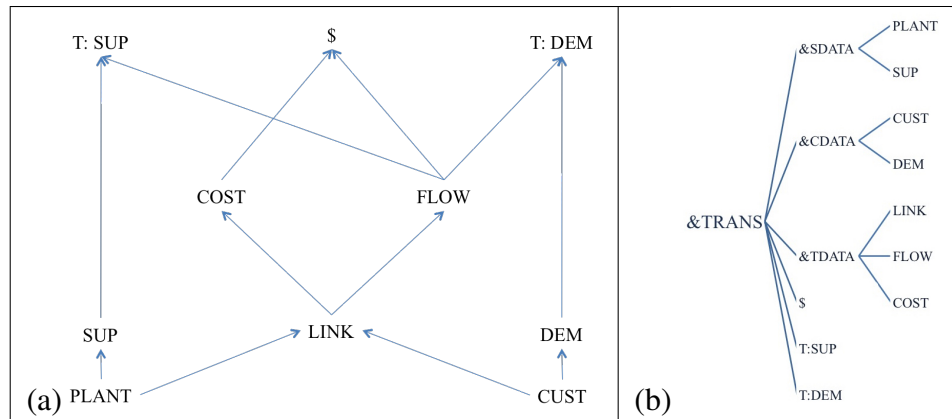 T: SUP
$
T: DEM
COST
FLOW
SUP
LINK
DEM
PLANT
CUST
(a)
&TRANS
&SDATA
PLANT
SUP
&CDATA
CUST
DEM
&TDATA
LINK
FLOW
COST
$
T:SUP
T:DEM
(b)